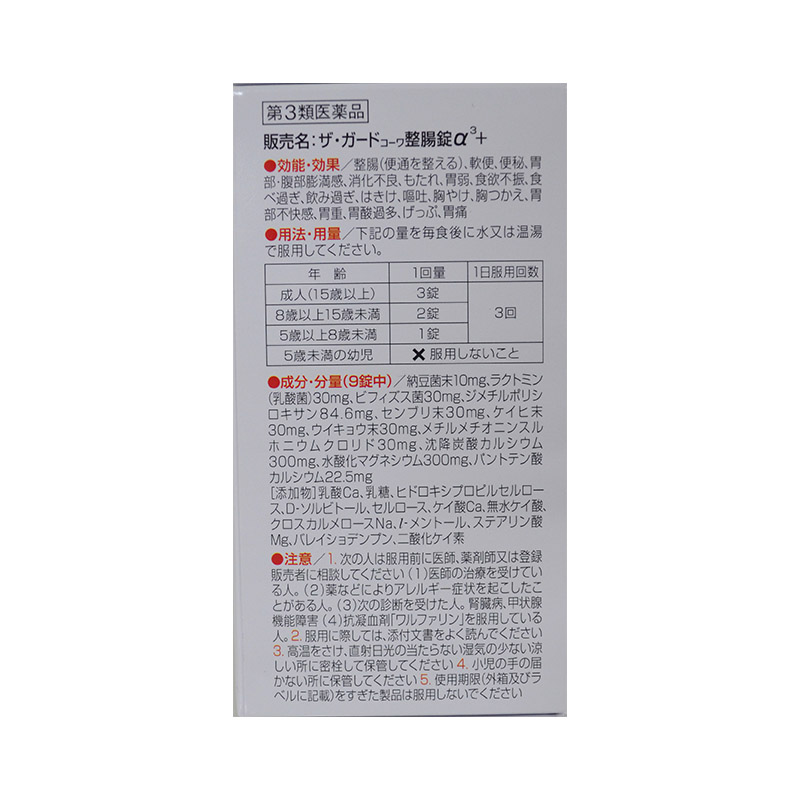 第3類医薬品
販売名:ザ・ガードコーワ整腸錠α³+
●効能・効果/整腸(便通を整える)、軟便、便秘、胃
部・腹部膨満感、消化不良、もたれ、胃弱、食欲不振、食
べ過ぎ、飲み過ぎ、はきけ、嘔吐、胸やけ、胸つかえ、胃
部不快感、胃重、胃酸過多、げっぷ、胃痛
●用法・用量/下記の量を毎食後に水又は温湯
で服用してください。
年齢 1回量 1日服用回数
成人(15歳以上) 3錠
8歳以上15歳未満 2錠 3回
5歳以上8歳未満 1錠
5歳未満の幼児 ✖服用しないこと
●成分・分量(9錠中)/納豆菌末10mg、ラクトミン
(乳酸菌)30mg、ビフィズス菌30mg、ジメチルポリシ
ロキサン84.6mg、センブリ末30mg、ケイヒ末
30mg、ウイキョウ末30mg、メチルメチオニンスル
ホニウムクロリド30mg、沈降炭酸カルシウム
300mg、水酸化マグネシウム300mg、パントテン酸
カルシウム22.5mg
[添加物]乳酸Ca、乳糖、ヒドロキシプロピルセルロー
ス、D-ソルビトール、セルロース、ケイ酸Ca、無水ケイ酸、
クロスカルメロースNa、l-メントール、ステアリン酸
Mg、バレイショデンプン、二酸化ケイ素
●注意/1. 次の人は服用前に医師、薬剤師又は登録
販売者に相談してください (1)医師の治療を受けてい
る人。(2)薬などによりアレルギー症状を起こしたこ
とがある人。(3)次の診断を受けた人。腎臓病、甲状腺
機能障害 (4)抗凝血剤「ワルファリン」を服用している
人。2. 服用に際しては、添付文書をよく読んでください
3. 高温をさけ、直射日光の当たらない湿気の少ない涼
しい所に密栓して保管してください 4. 小児の手の届
かない所に保管してください 5. 使用期限(外箱及びラ
ベルに記載)をすぎた製品は服用しないでください